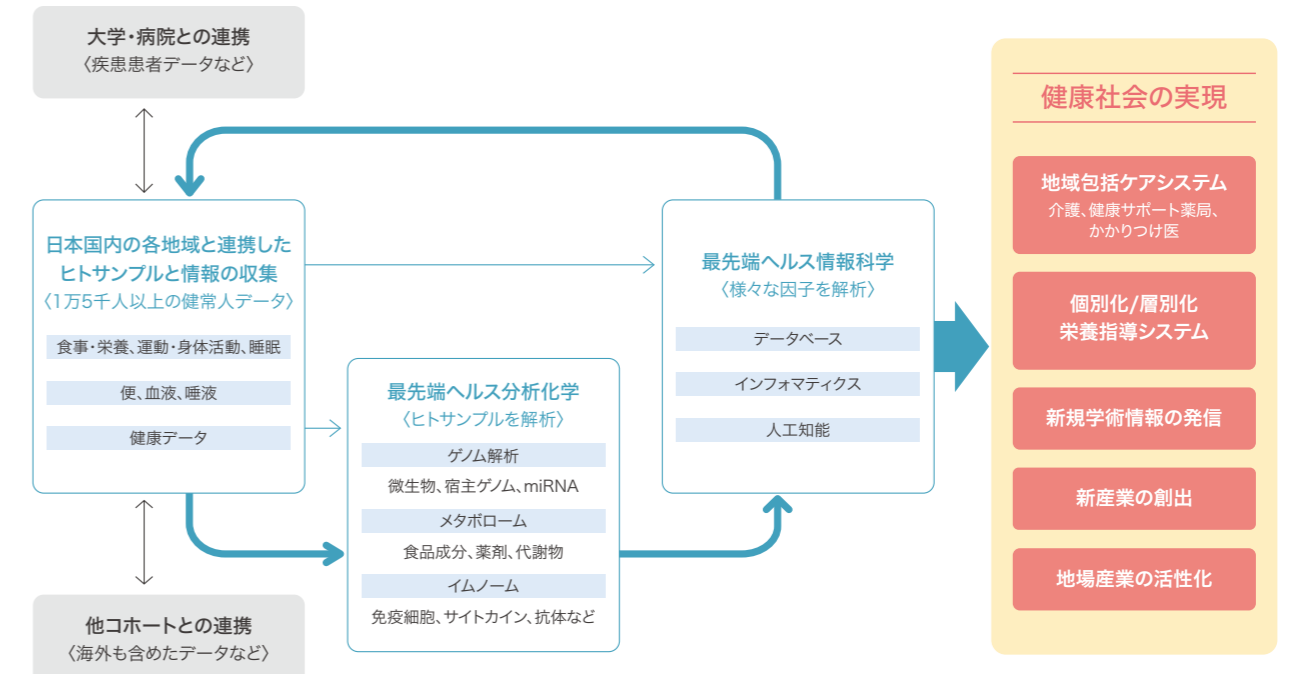 大学・病院との連携
〈疾患患者データなど〉
日本国内の各地域と連携した
ヒトサンプルと情報の収集
〈1万5千人以上の健常人データ〉
食事・栄養、運動・身体活動、睡眠
便、血液、唾液
健康データ
他コホートとの連携
〈海外も含めたデータなど〉
最先端ヘルス分析化学
〈ヒトサンプルを解析〉
ゲノム解析
微生物、宿主ゲノム、miRNA
メタボローム
食品成分、薬剤、代謝物
イムノーム
免疫細胞、サイトカイン、抗体など
最先端ヘルス情報科学
〈様々な因子を解析〉
データベース
インフォマティクス
人工知能
健康社会の実現
地域包括ケアシステム
介護、健康サポート薬局、
かかりつけ医
個別化/層別化
栄養指導システム
新規学術情報の発信
新産業の創出
地場産業の活性化